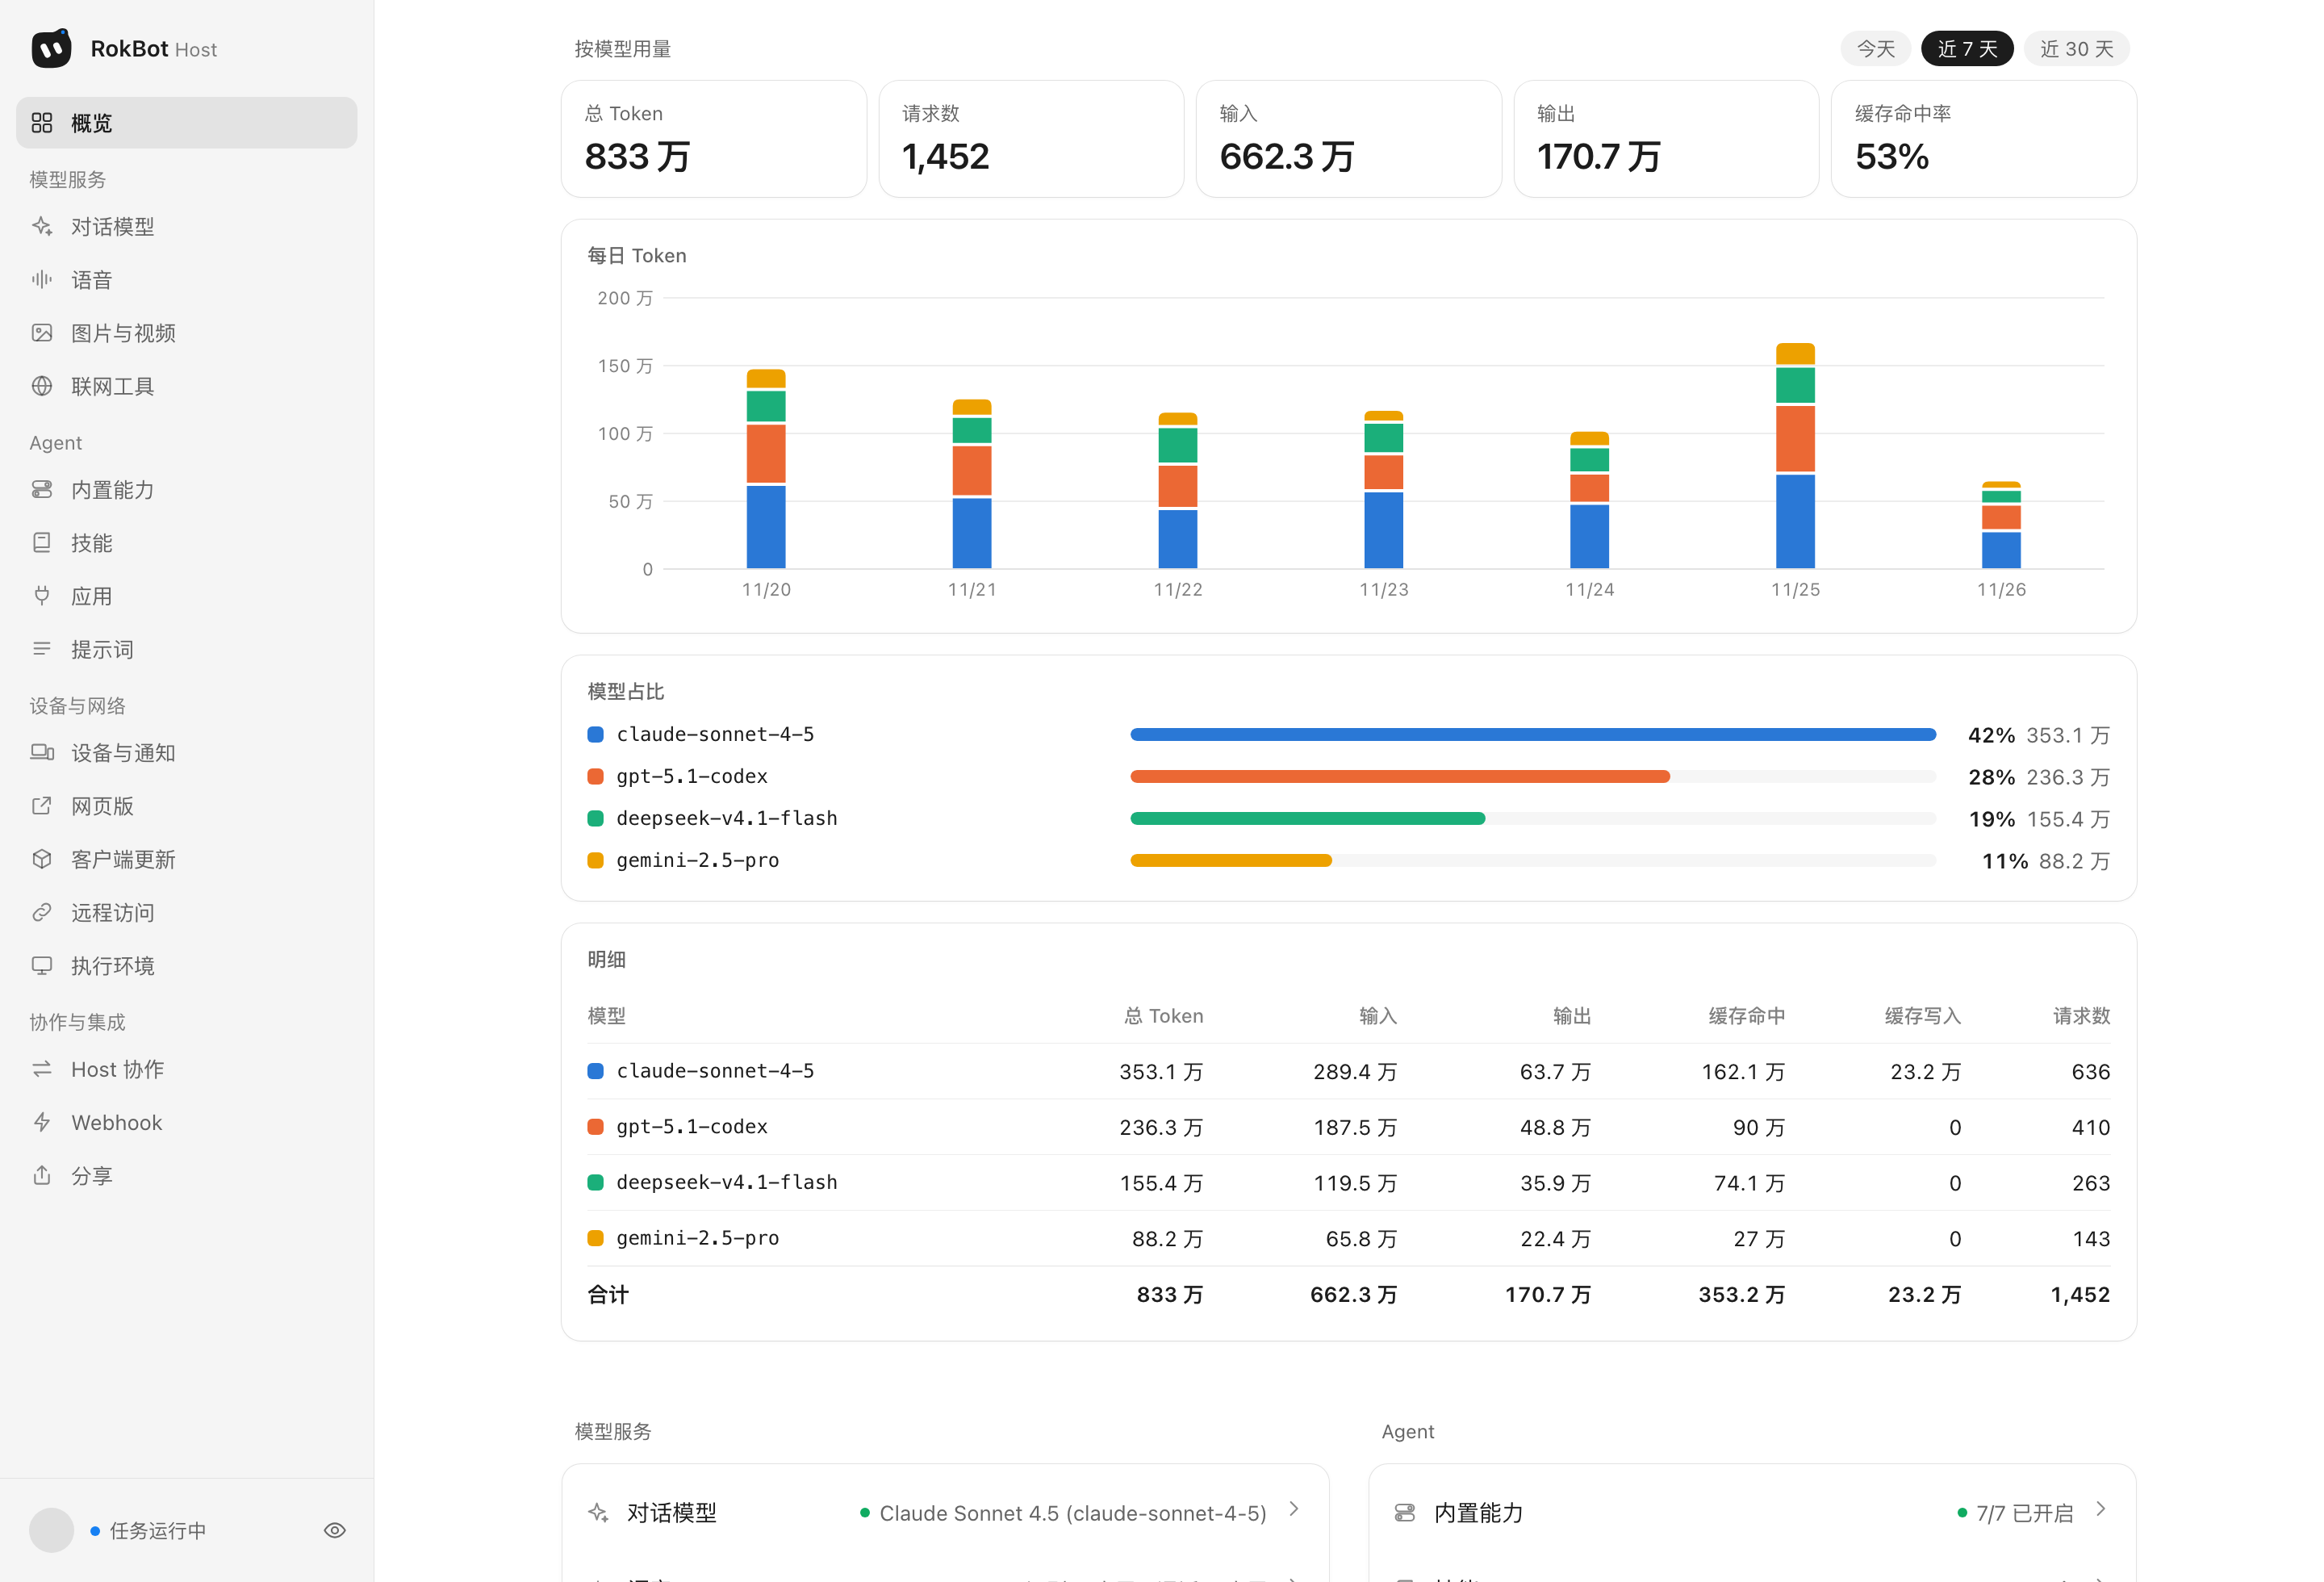 RokBot Host
概览
模型服务
对话模型
语音
图片与视频
联网工具
Agent
内置能力
技能
应用
提示词
设备与网络
设备与通知
网页版
客户端更新
远程访问
执行环境
协作与集成
Host 协作
Webhook
分享
任务运行中
按模型用量
今天 近 7 天 近 30 天
总 Token 请求数 输入 输出 缓存命中率
833 万 1,452 662.3 万 170.7 万 53%
每日 Token
200 万
150 万
100 万
50 万
0
11/20 11/21 11/22 11/23 11/24 11/25 11/26
模型占比
claude-sonnet-4-5 42% 353.1 万
gpt-5.1-codex 28% 236.3 万
deepseek-v4.1-flash 19% 155.4 万
gemini-2.5-pro 11% 88.2 万
明细
模型 总 Token 输入 输出 缓存命中 缓存写入 请求数
claude-sonnet-4-5 353.1 万 289.4 万 63.7 万 162.1 万 23.2 万 636
gpt-5.1-codex 236.3 万 187.5 万 48.8 万 90 万 0 410
deepseek-v4.1-flash 155.4 万 119.5 万 35.9 万 74.1 万 0 263
gemini-2.5-pro 88.2 万 65.8 万 22.4 万 27 万 0 143
合计 833 万 662.3 万 170.7 万 353.2 万 23.2 万 1,452
模型服务
对话模型 Claude Sonnet 4.5 (claude-sonnet-4-5)
Agent
内置能力 7/7 已开启